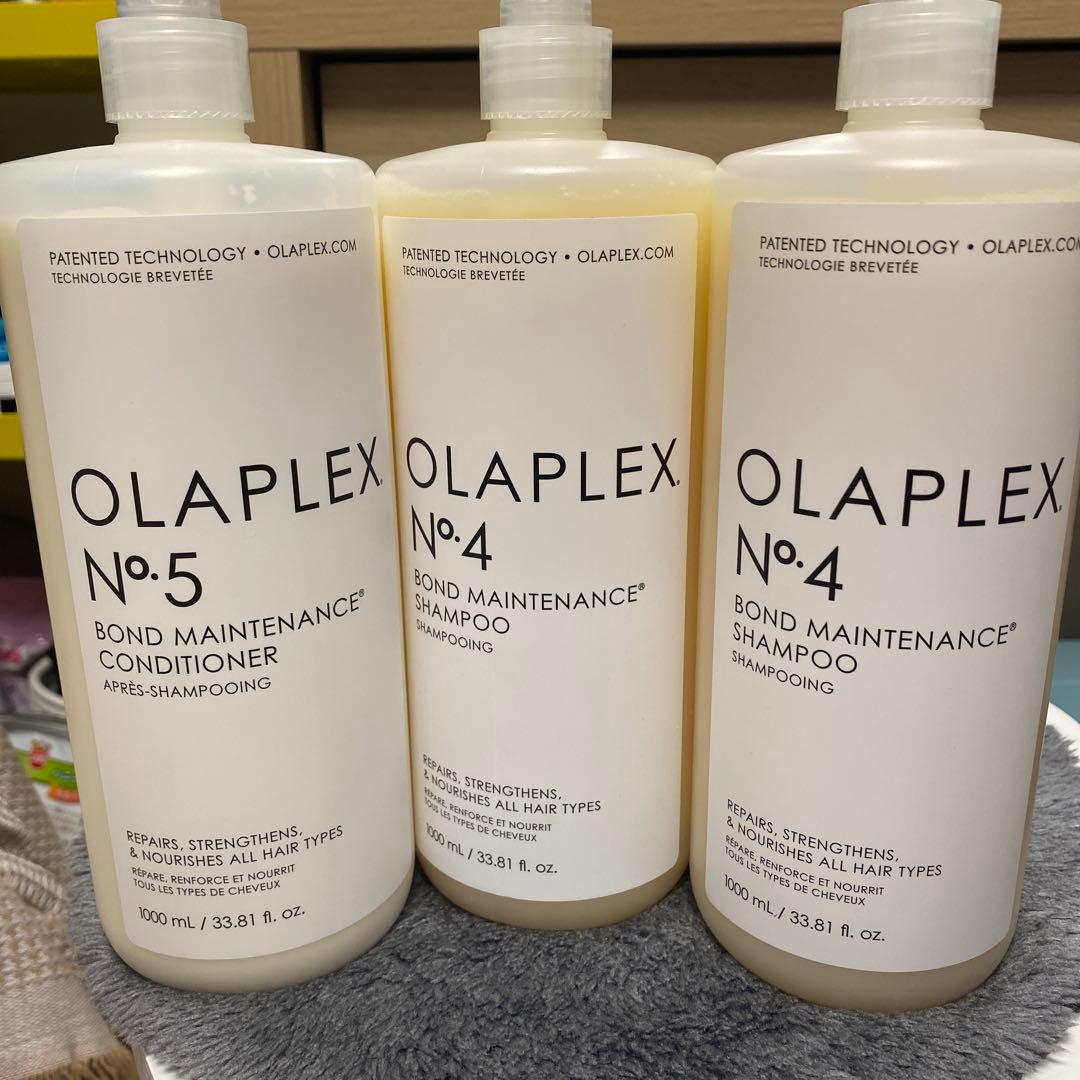 PATENTED TECHNOLOGY • OLAPLEX.COM
TECHNOLOGIE BREVETÉE
OLAPLEX.
Nº.5
BOND MAINTENANCE®
CONDITIONER
APRÈS-SHAMPOOING
REPAIRS, STRENGTHENS,
& NOURISHES ALL HAIR TYPES
RÉPARE, RENFORCE ET NOURRIT
TOUS LES TYPES DE CHEVEUX
1000 mL / 33.81 fl. oz.
PATENTED TECHNOLOGY • OLAPLEX.COM
TECHNOLOGIE BREVETÉE
OLAPLEX.
Nº.4
BOND MAINTENANCE®
SHAMPOO
SHAMPOOING
REPAIRS, STRENGTHENS,
& NOURISHES ALL HAIR TYPES
RÉPARE, RENFORCE ET NOURRIT
TOUS LES TYPES DE CHEVEUX
1000 mL / 33.81 fl. oz.
PATENTED TECHNOLOGY • OLAPLEX.COM
TECHNOLOGIE BREVETÉE
OLAPLEX.
Nº.4
BOND MAINTENANCE®
SHAMPOO
SHAMPOOING
REPAIRS, STRENGTHENS,
& NOURISHES ALL HAIR TYPES
RÉPARE, RENFORCE ET NOURRIT
TOUS LES TYPES DE CHEVEUX
1000 mL / 33.81 fl. oz.